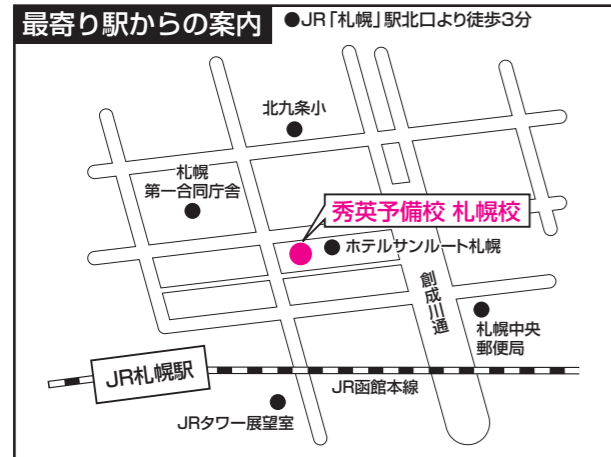 最寄り駅からの案内
●JR「札幌」駅北口より徒歩3分
北九条小
札幌
第一合同庁舎
秀英予備校 札幌校
ホテルサンルート札幌
創成川通
札幌中央
郵便局
JR札幌駅
JR函館本線
JRタワー展望室